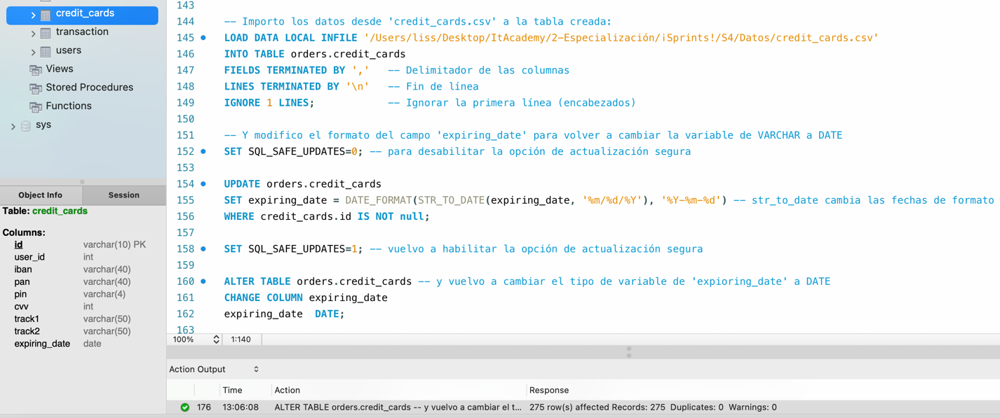 credit_cards
transaction
users
Views
Stored Procedures
Functions
sys
Object Info Session
Table: credit_cards
Columns:
id varchar(10) PK
user_id int
iban varchar(40)
pan varchar(40)
pin varchar(4)
cvv int
track1 varchar(50)
track2 varchar(50)
expiring_date date
143
144 -- Importo los datos desde 'credit_cards.csv' a la tabla creada:
145 LOAD DATA LOCAL INFILE '/Users/liss/Desktop/ItAcademy/2-Especialización/¡Sprints!/S4/Datos/credit_cards.csv'
146 INTO TABLE orders.credit_cards
147 FIELDS TERMINATED BY ',' -- Delimitador de las columnas
148 LINES TERMINATED BY '\n' -- Fin de línea
149 IGNORE 1 LINES; -- Ignorar la primera línea (encabezados)
150
151 -- Y modifico el formato del campo 'expiring_date' para volver a cambiar la variable de VARCHAR a DATE
152 SET SQL_SAFE_UPDATES=0; -- para desabilitar la opción de actualización segura
153
154 UPDATE orders.credit_cards
155 SET expiring_date = DATE_FORMAT(STR_TO_DATE(expiring_date, '%m/%d/%Y'), '%Y-%m-%d') -- str_to_date cambia las fechas de formato
156 WHERE credit_cards.id IS NOT null;
157
158 SET SQL_SAFE_UPDATES=1; -- vuelvo a habilitar la opción de actualización segura
159
160 ALTER TABLE orders.credit_cards -- y vuelvo a cambiar el tipo de variable de 'expioring_date' a DATE
161 CHANGE COLUMN expiring_date
162 expiring_date DATE;
163
100% 1:140
Action Output
Time Action Response
176 13:06:08 ALTER TABLE orders.credit_cards -- y vuelvo a cambiar el t... 275 row(s) affected Records: 275 Duplicates: 0 Warnings: 0